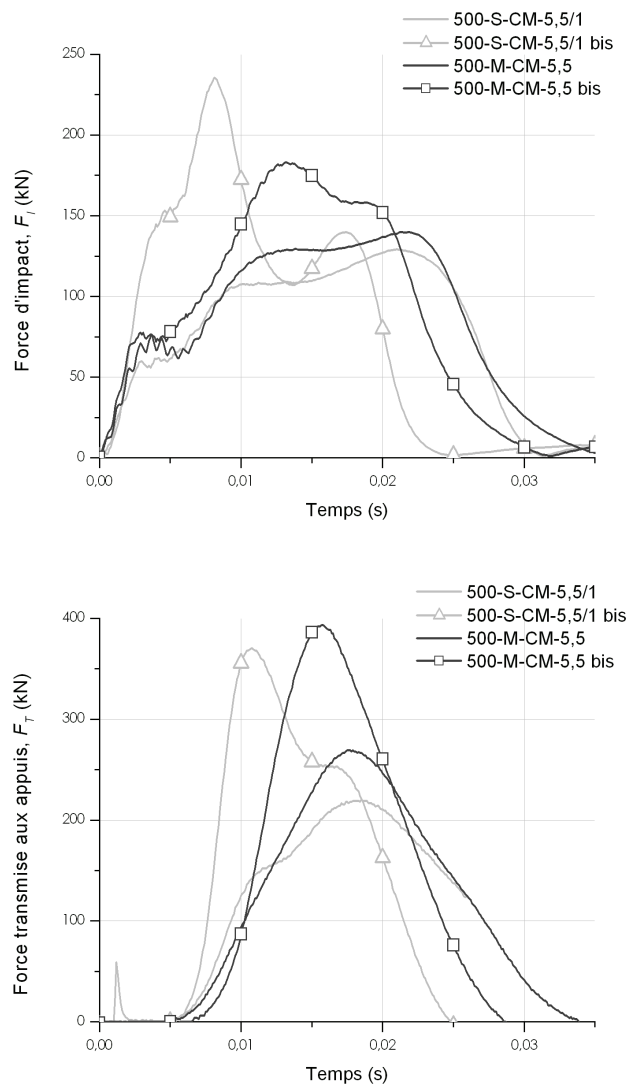 500-S-CM-5,5/1
500-S-CM-5,5/1 bis
500-M-CM-5,5
500-M-CM-5,5 bis
250
200
150
100
50
0
Force d'impact, F_I (kN)
0,00 0,01 0,02 0,03
Temps (s)
500-S-CM-5,5/1
500-S-CM-5,5/1 bis
500-M-CM-5,5
500-M-CM-5,5 bis
400
300
200
100
0
Force transmise aux appuis, F_T (kN)
0,00 0,01 0,02 0,03
Temps (s)